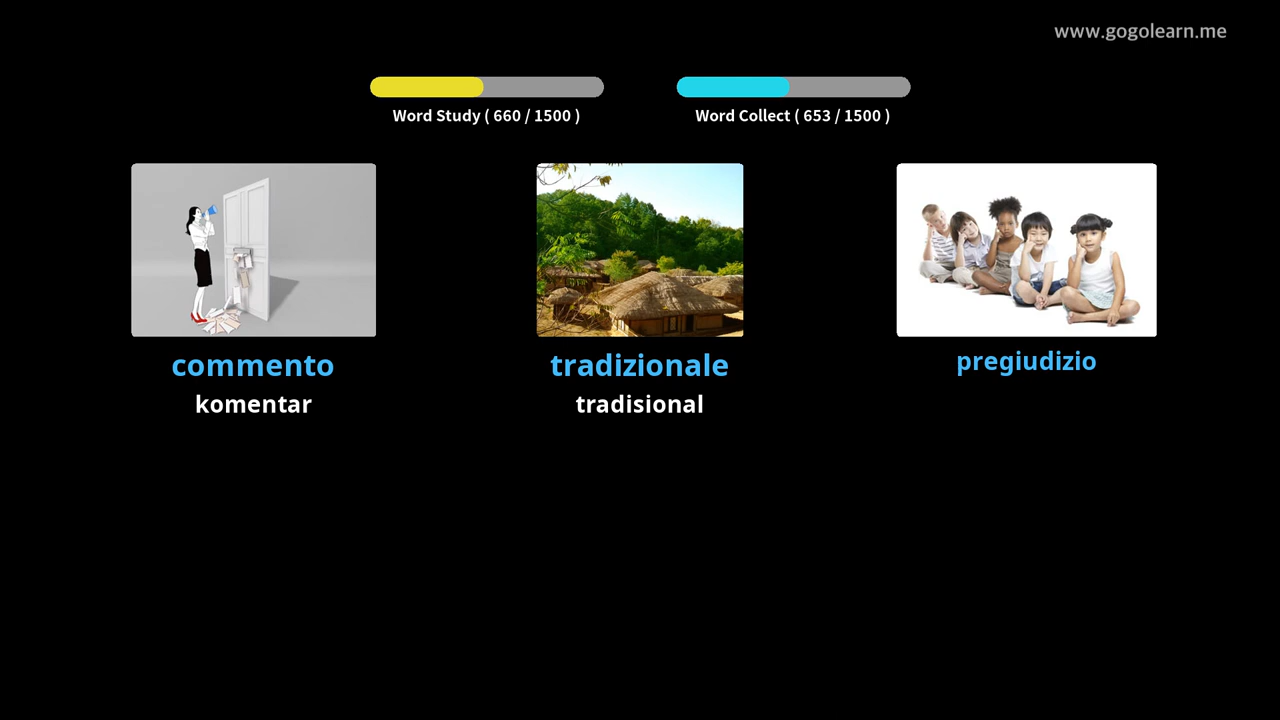 www.gogolearn.me
Word Study ( 660 / 1500 )
Word Collect ( 653 / 1500 )
commento
komentar
tradizionale
tradisional
pregiudizio